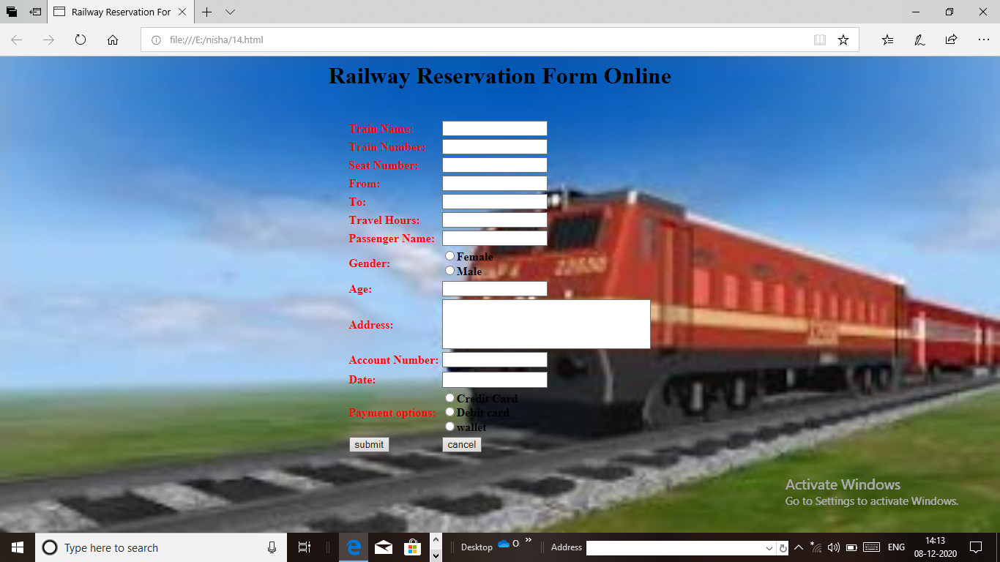 Railway Reservation For
file:///E:/nisha/14.html
Railway Reservation Form Online
Train Name:
Train Number:
Seat Number:
From:
To:
Travel Hours:
Passenger Name:
Gender:
Female
Male
Age:
Address:
Account Number:
Date:
Payment options:
Credit Card
Debit card
wallet
submit cancel
Activate Windows
Go to Settings to activate Windows.
Type here to search
Desktop
O
Address
ENG
14:13
08-12-2020